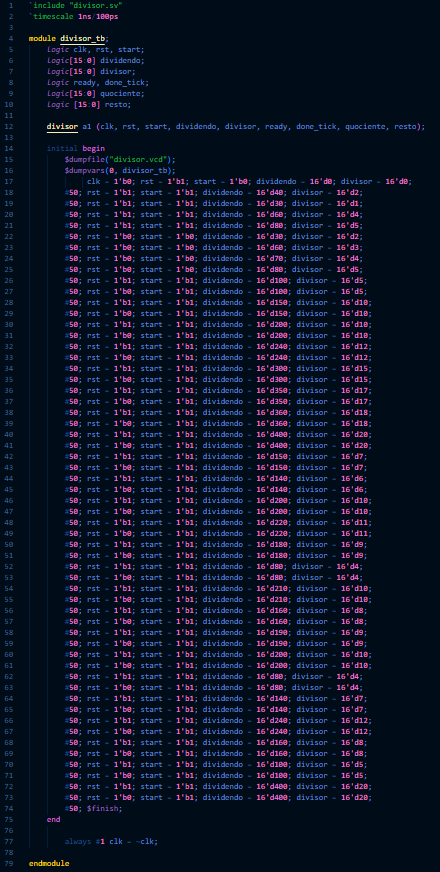 1 `include "divisor.sv"
2 `timescale 1ns/100ps
3
4 module divisor_tb;
5 logic clk, rst, start;
6 logic[15:0] dividendo;
7 logic[15:0] divisor;
8 logic ready, done_tick;
9 logic[15:0] quociente;
10 logic [15:0] resto;
11
12 divisor a1 (clk, rst, start, dividendo, divisor, ready, done_tick, quociente, resto);
13
14 initial begin
15 $dumpfile("divisor.vcd");
16 $dumpvars(0, divisor_tb);
17 clk = 1'b0; rst = 1'b1; start = 1'b0; dividendo = 16'd0; divisor = 16'd0;
18 #50; rst = 1'b1; start = 1'b1; dividendo = 16'd40; divisor = 16'd2;
19 #50; rst = 1'b1; start = 1'b1; dividendo = 16'd30; divisor = 16'd1;
20 #50; rst = 1'b1; start = 1'b1; dividendo = 16'd60; divisor = 16'd4;
21 #50; rst = 1'b1; start = 1'b1; dividendo = 16'd80; divisor = 16'd5;
22 #50; rst = 1'b0; start = 1'b0; dividendo = 16'd30; divisor = 16'd2;
23 #50; rst = 1'b0; start = 1'b0; dividendo = 16'd60; divisor = 16'd3;
24 #50; rst = 1'b0; start = 1'b0; dividendo = 16'd70; divisor = 16'd4;
25 #50; rst = 1'b0; start = 1'b0; dividendo = 16'd80; divisor = 16'd5;
26 #50; rst = 1'b1; start = 1'b1; dividendo = 16'd100; divisor = 16'd5;
27 #50; rst = 1'b0; start = 1'b1; dividendo = 16'd100; divisor = 16'd5;
28 #50; rst = 1'b1; start = 1'b1; dividendo = 16'd150; divisor = 16'd10;
29 #50; rst = 1'b0; start = 1'b1; dividendo = 16'd150; divisor = 16'd10;
30 #50; rst = 1'b1; start = 1'b1; dividendo = 16'd200; divisor = 16'd10;
31 #50; rst = 1'b0; start = 1'b1; dividendo = 16'd200; divisor = 16'd10;
32 #50; rst = 1'b1; start = 1'b1; dividendo = 16'd240; divisor = 16'd12;
33 #50; rst = 1'b0; start = 1'b1; dividendo = 16'd240; divisor = 16'd12;
34 #50; rst = 1'b1; start = 1'b1; dividendo = 16'd300; divisor = 16'd15;
35 #50; rst = 1'b0; start = 1'b1; dividendo = 16'd300; divisor = 16'd15;
36 #50; rst = 1'b1; start = 1'b1; dividendo = 16'd350; divisor = 16'd17;
37 #50; rst = 1'b0; start = 1'b1; dividendo = 16'd350; divisor = 16'd17;
38 #50; rst = 1'b1; start = 1'b1; dividendo = 16'd360; divisor = 16'd18;
39 #50; rst = 1'b0; start = 1'b1; dividendo = 16'd360; divisor = 16'd18;
40 #50; rst = 1'b1; start = 1'b1; dividendo = 16'd400; divisor = 16'd20;
41 #50; rst = 1'b0; start = 1'b1; dividendo = 16'd400; divisor = 16'd20;
42 #50; rst = 1'b1; start = 1'b1; dividendo = 16'd150; divisor = 16'd7;
43 #50; rst = 1'b0; start = 1'b1; dividendo = 16'd150; divisor = 16'd7;
44 #50; rst = 1'b1; start = 1'b1; dividendo = 16'd140; divisor = 16'd6;
45 #50; rst = 1'b0; start = 1'b1; dividendo = 16'd140; divisor = 16'd6;
46 #50; rst = 1'b1; start = 1'b1; dividendo = 16'd200; divisor = 16'd10;
47 #50; rst = 1'b0; start = 1'b1; dividendo = 16'd200; divisor = 16'd10;
48 #50; rst = 1'b1; start = 1'b1; dividendo = 16'd220; divisor = 16'd11;
49 #50; rst = 1'b0; start = 1'b1; dividendo = 16'd220; divisor = 16'd11;
50 #50; rst = 1'b1; start = 1'b1; dividendo = 16'd180; divisor = 16'd9;
51 #50; rst = 1'b0; start = 1'b1; dividendo = 16'd180; divisor = 16'd9;
52 #50; rst = 1'b1; start = 1'b1; dividendo = 16'd80; divisor = 16'd4;
53 #50; rst = 1'b0; start = 1'b1; dividendo = 16'd80; divisor = 16'd4;
54 #50; rst = 1'b1; start = 1'b1; dividendo = 16'd210; divisor = 16'd10;
55 #50; rst = 1'b0; start = 1'b1; dividendo = 16'd210; divisor = 16'd10;
56 #50; rst = 1'b1; start = 1'b1; dividendo = 16'd160; divisor = 16'd8;
57 #50; rst = 1'b0; start = 1'b1; dividendo = 16'd160; divisor = 16'd8;
58 #50; rst = 1'b1; start = 1'b1; dividendo = 16'd190; divisor = 16'd9;
59 #50; rst = 1'b0; start = 1'b1; dividendo = 16'd190; divisor = 16'd9;
60 #50; rst = 1'b1; start = 1'b1; dividendo = 16'd200; divisor = 16'd10;
61 #50; rst = 1'b0; start = 1'b1; dividendo = 16'd200; divisor = 16'd10;
62 #50; rst = 1'b1; start = 1'b1; dividendo = 16'd80; divisor = 16'd4;
63 #50; rst = 1'b0; start = 1'b1; dividendo = 16'd80; divisor = 16'd4;
64 #50; rst = 1'b1; start = 1'b1; dividendo = 16'd140; divisor = 16'd7;
65 #50; rst = 1'b0; start = 1'b1; dividendo = 16'd140; divisor = 16'd7;
66 #50; rst = 1'b1; start = 1'b1; dividendo = 16'd240; divisor = 16'd12;
67 #50; rst = 1'b0; start = 1'b1; dividendo = 16'd240; divisor = 16'd12;
68 #50; rst = 1'b1; start = 1'b1; dividendo = 16'd160; divisor = 16'd8;
69 #50; rst = 1'b0; start = 1'b1; dividendo = 16'd160; divisor = 16'd8;
70 #50; rst = 1'b1; start = 1'b1; dividendo = 16'd100; divisor = 16'd5;
71 #50; rst = 1'b0; start = 1'b1; dividendo = 16'd100; divisor = 16'd5;
72 #50; rst = 1'b1; start = 1'b1; dividendo = 16'd400; divisor = 16'd20;
73 #50; rst = 1'b0; start = 1'b1; dividendo = 16'd400; divisor = 16'd20;
74 #50; $finish;
75 end
76
77 always #1 clk = ~clk;
78
79 endmodule